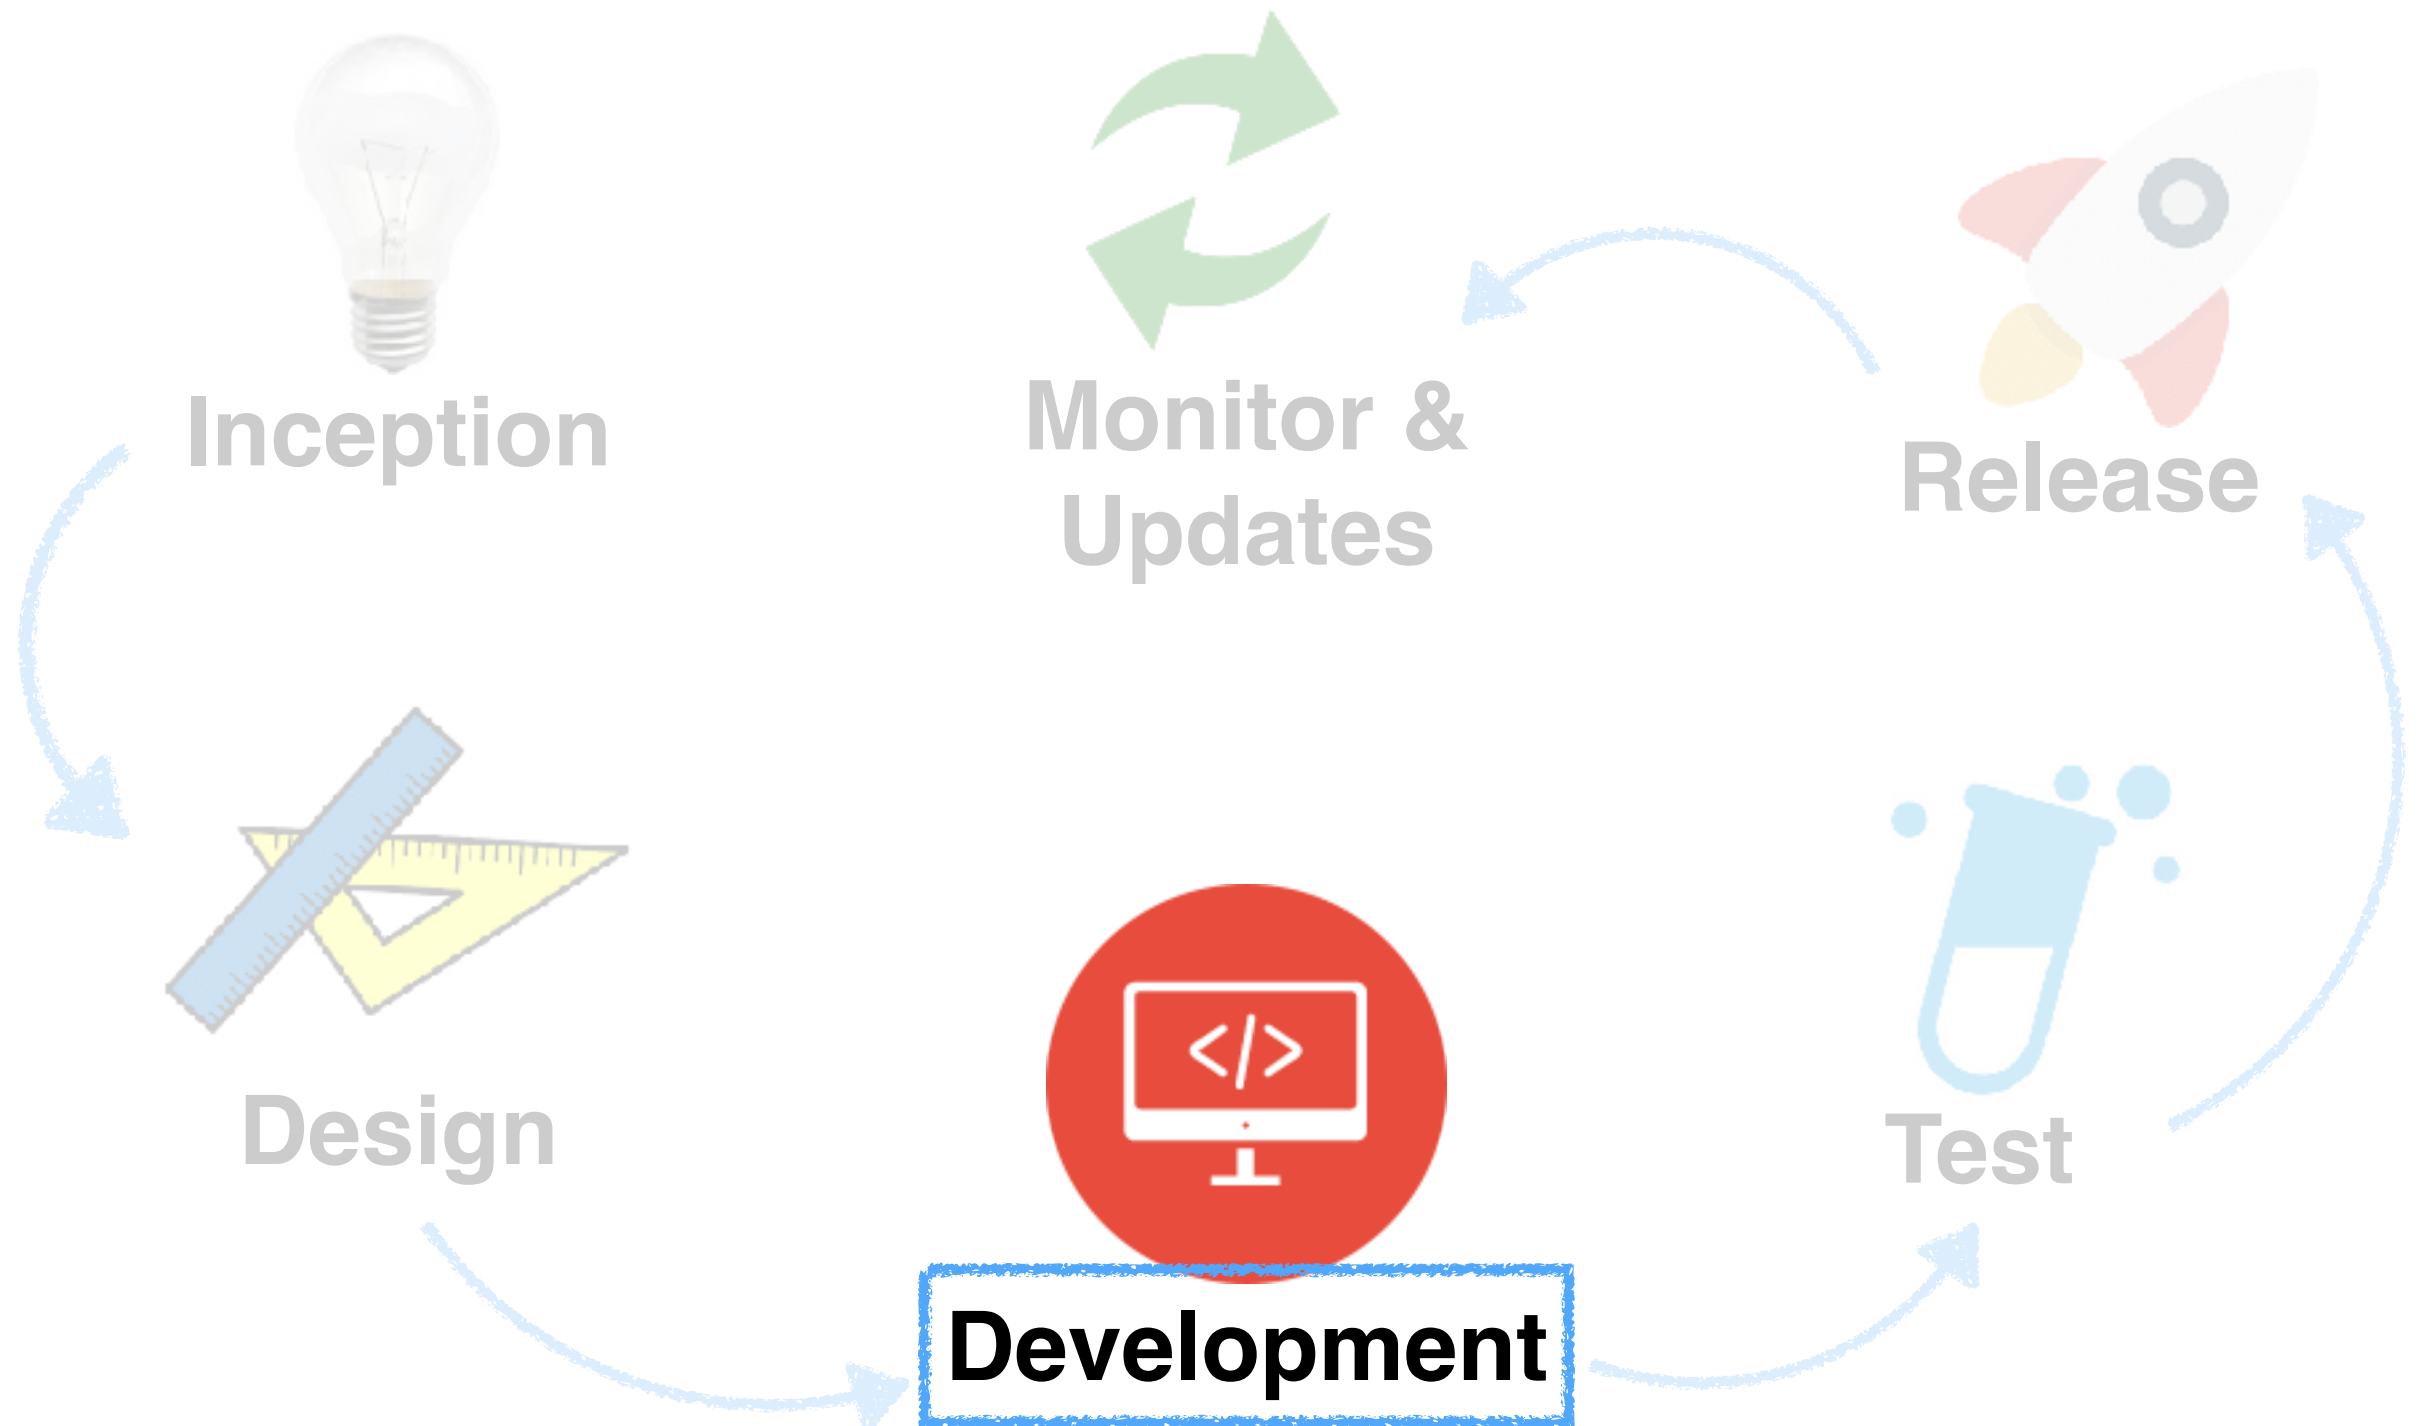 Inception
Monitor &
Updates
Release
Design
</>
Test
Development